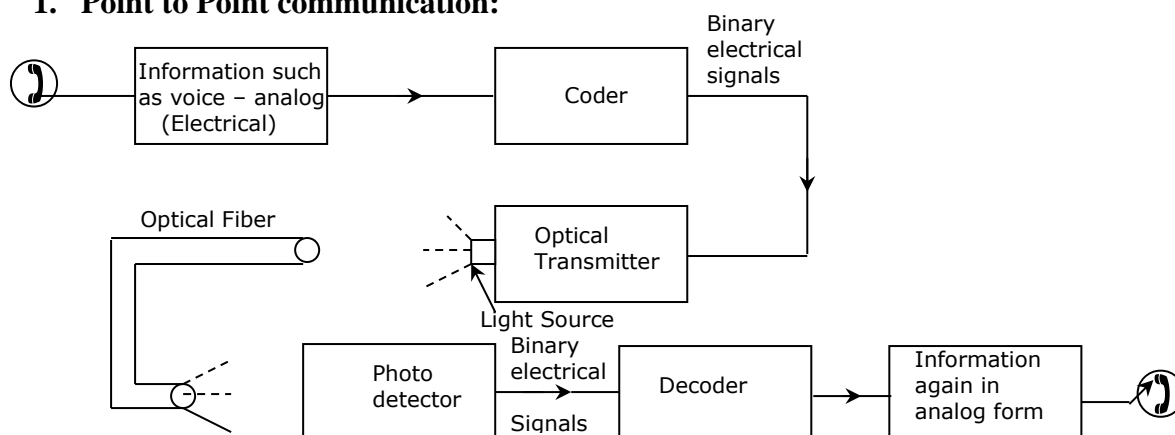 1. Point to Point communication:
Binary
electrical
signals
Information such
as voice – analog
(Electrical)
Coder
Optical Fiber
Optical
Transmitter
Light Source
Binary
electrical
Signals
Photo
detector
Decoder
Information
again in
analog form